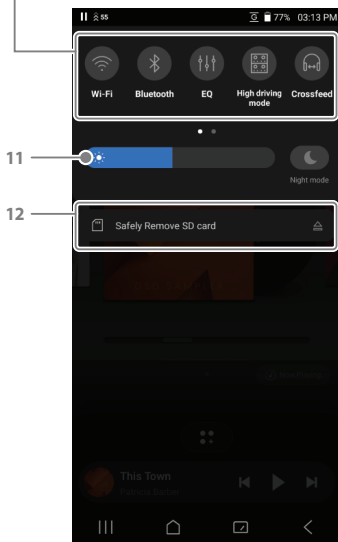 55 77% 03:13 PM
Wi-Fi Bluetooth EQ High driving mode Crossfeed
11
Night mode
12
Safely Remove SD card
This Town